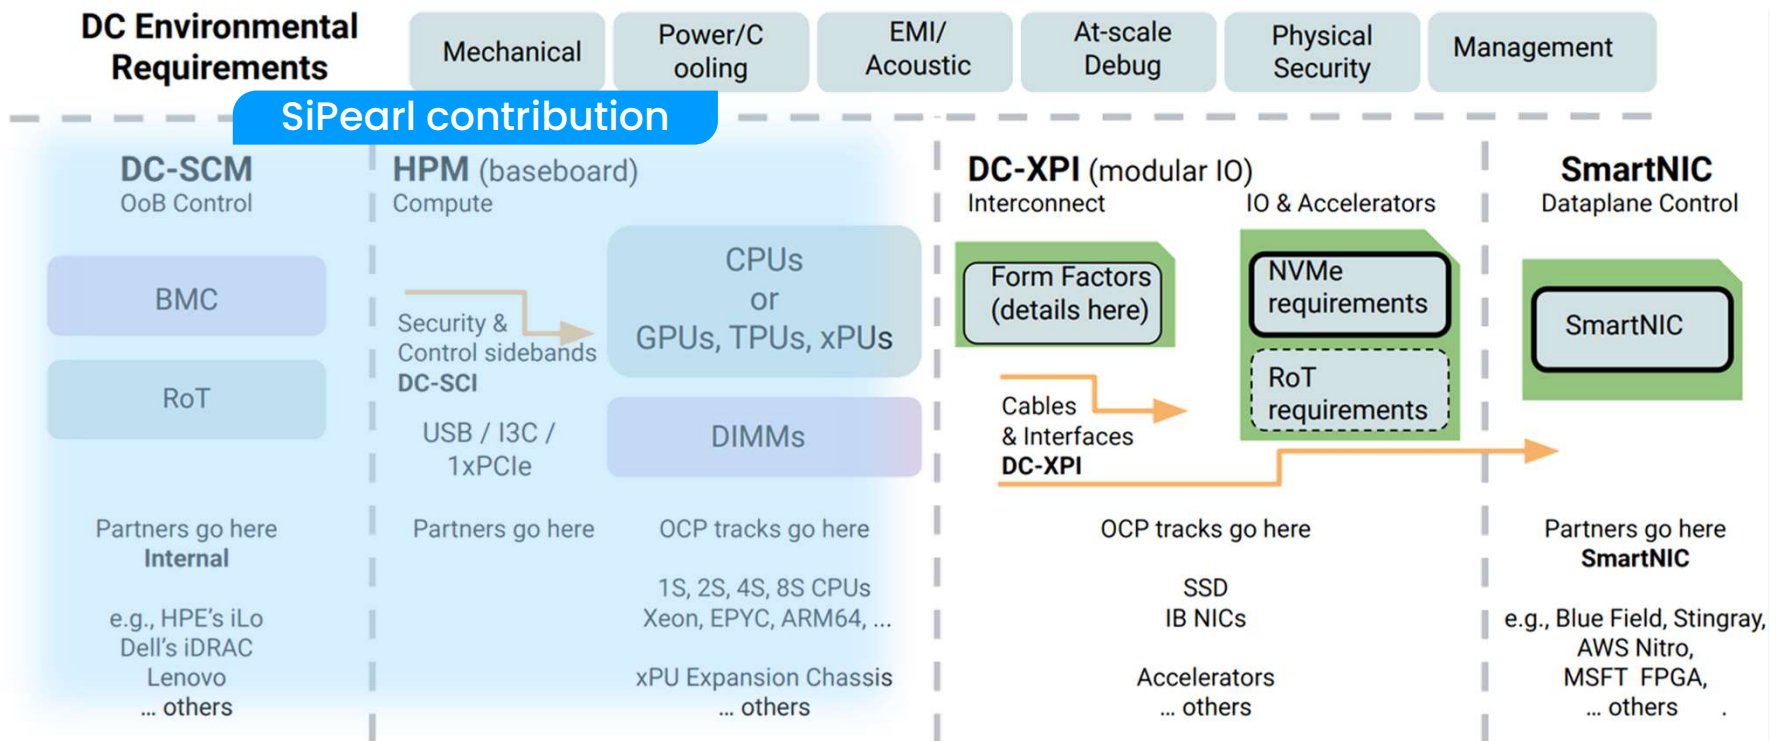 DC Environmental
Requirements
Mechanical
Power/C
ooling
EMI/
Acoustic
At-scale
Debug
Physical
Security
Management
SiPearl contribution
DC-SCM
OoB Control
BMC
RoT
Partners go here
Internal
e.g., HPE’s iLo
Dell’s iDRAC
Lenovo
... others
HPM (baseboard)
Compute
Security &
Control sidebands
DC-SCI
USB / I3C /
1xPCIe
Partners go here
CPUs
or
GPUs, TPUs, xPUs
DIMMs
OCP tracks go here
1S, 2S, 4S, 8S CPUs
Xeon, EPYC, ARM64, ...
xPU Expansion Chassis
... others
DC-XPI (modular IO)
Interconnect
IO & Accelerators
Form Factors
(details here)
NVMe
requirements
RoT
requirements
Cables
& Interfaces
DC-XPI
OCP tracks go here
SSD
IB NICs
Accelerators
... others
SmartNIC
Dataplane Control
SmartNIC
Partners go here
SmartNIC
e.g., Blue Field, Stingray,
AWS Nitro,
MSFT FPGA,
... others .